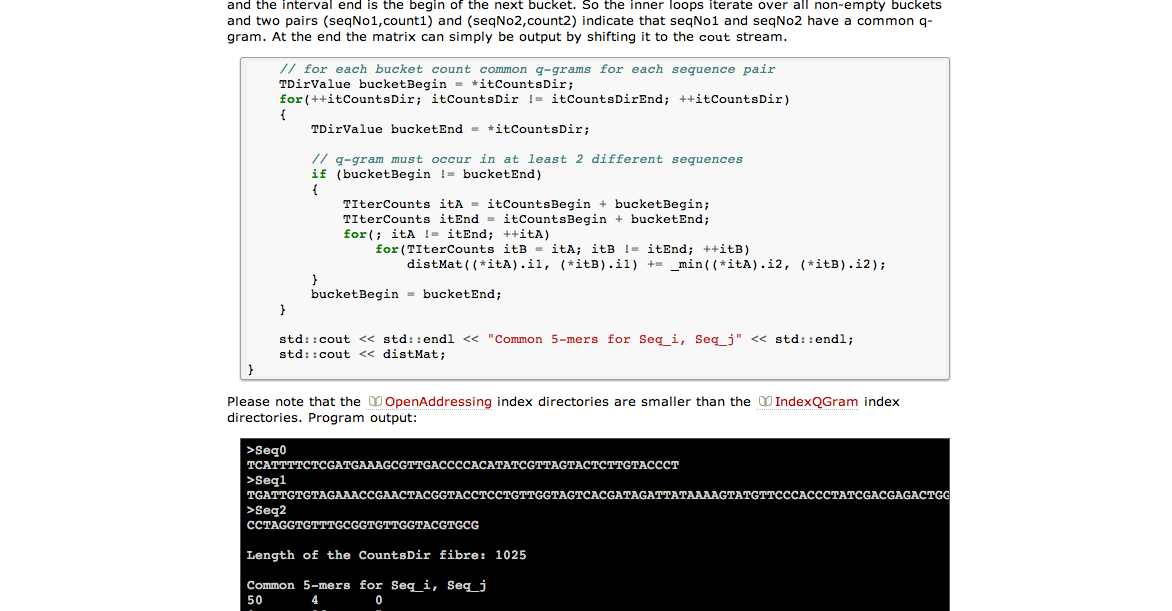 and the interval end is the begin of the next bucket. So the inner loops iterate over all non-empty buckets
and two pairs (seqNo1,count1) and (seqNo2,count2) indicate that seqNo1 and seqNo2 have a common q-
gram. At the end the matrix can simply be output by shifting it to the cout stream.
// for each bucket count common q-grams for each sequence pair
TDirValue bucketBegin = *itCountsDir;
for(++itCountsDir; itCountsDir != itCountsDirEnd; ++itCountsDir)
{
TDirValue bucketEnd = *itCountsDir;
// q-gram must occur in at least 2 different sequences
if (bucketBegin != bucketEnd)
{
TIterCounts itA = itCountsBegin + bucketBegin;
TIterCounts itEnd = itCountsBegin + bucketEnd;
for(; itA != itEnd; ++itA)
for(TIterCounts itB = itA; itB != itEnd; ++itB)
distMat((*itA).i1, (*itB).i1) += _min((*itA).i2, (*itB).i2);
}
bucketBegin = bucketEnd;
}
std::cout << std::endl << "Common 5-mers for Seq_i, Seq_j" << std::endl;
std::cout << distMat;
}
Please note that the OpenAddressing index directories are smaller than the IndexQGram index
directories. Program output:
>Seq0
TCATTTTCTCGATGAAAGCGTTGACCCCACATATCGTTAGTACTCTTGTACCCT
>Seq1
TGATTGTGTAGAAACCGAACTACGGTACCTCCTGTTGGTAGTCACGATAGATTATAAAAGTATGTTCCCACCCTATCGACGAGACTGG
>Seq2
CCTAGGTGTTTGCGGTGTTGGTACGTGCG
Length of the CountsDir fibre: 1025
Common 5-mers for Seq_i, Seq_j
50 4 0